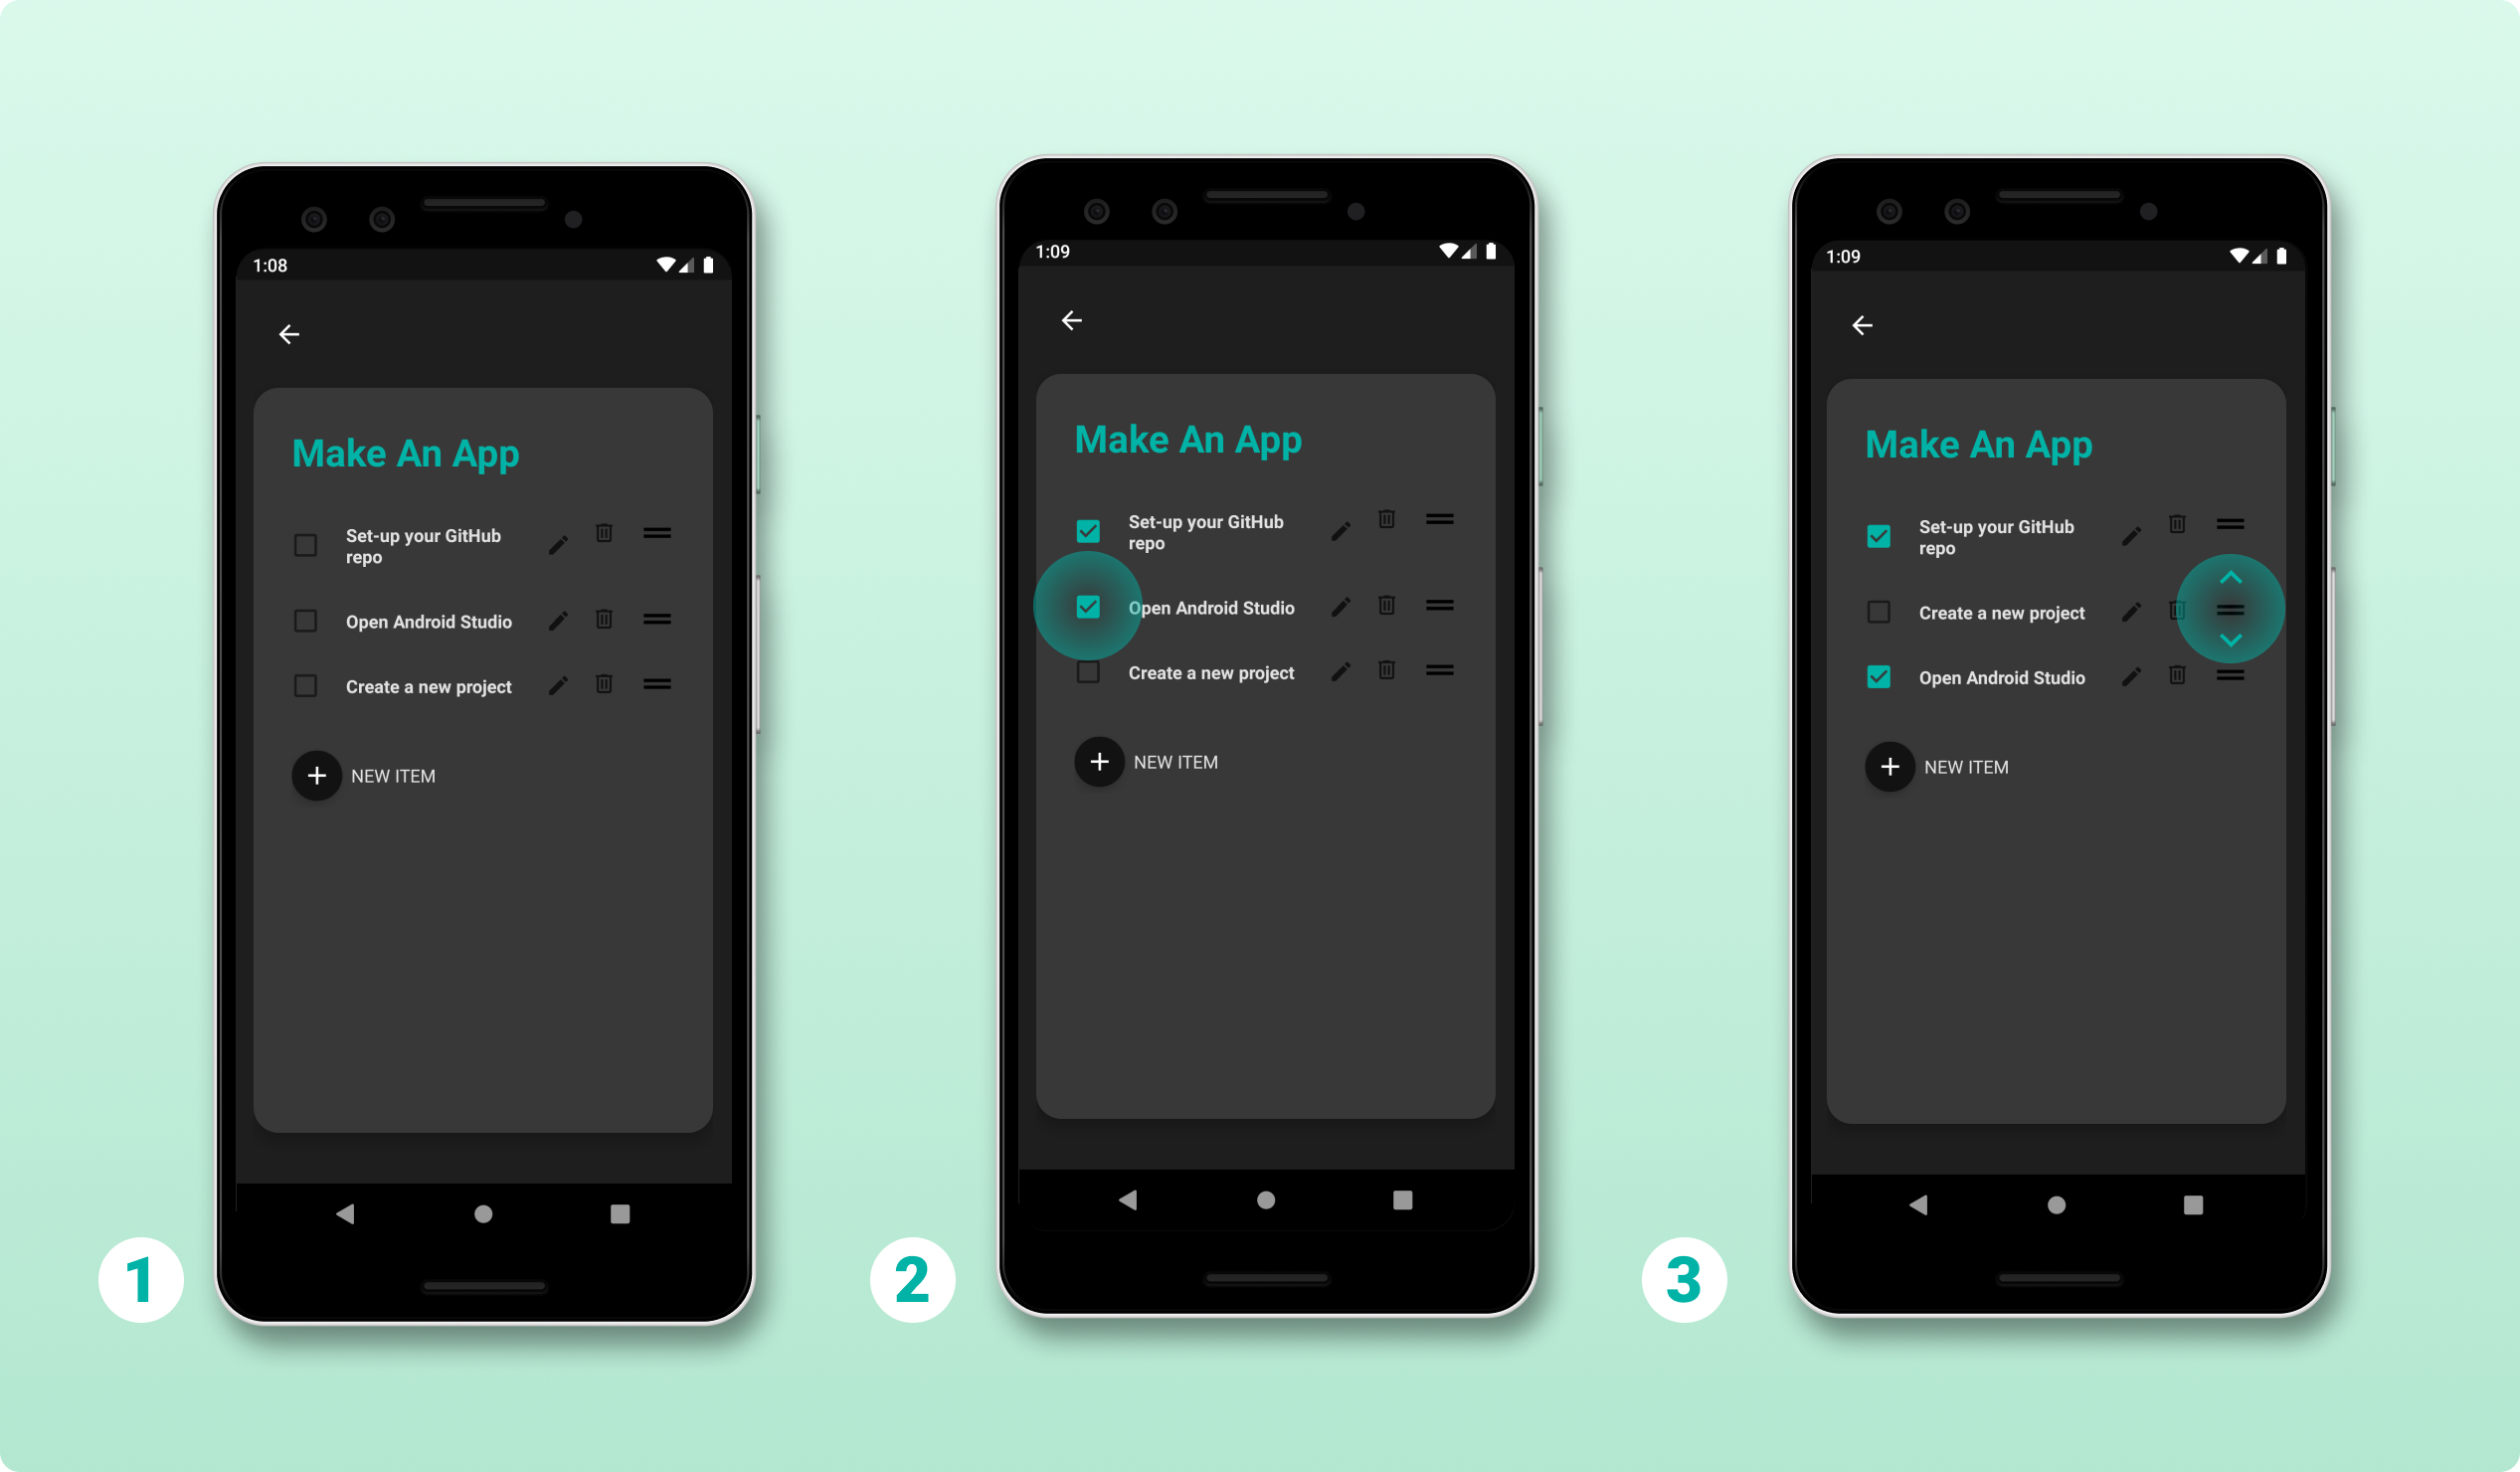 1:08
Make An App
Set-up your GitHub
repo
Open Android Studio
Create a new project
NEW ITEM
1
1:09
Make An App
Set-up your GitHub
repo
Open Android Studio
Create a new project
NEW ITEM
2
1:09
Make An App
Set-up your GitHub
repo
Create a new project
Open Android Studio
NEW ITEM
3